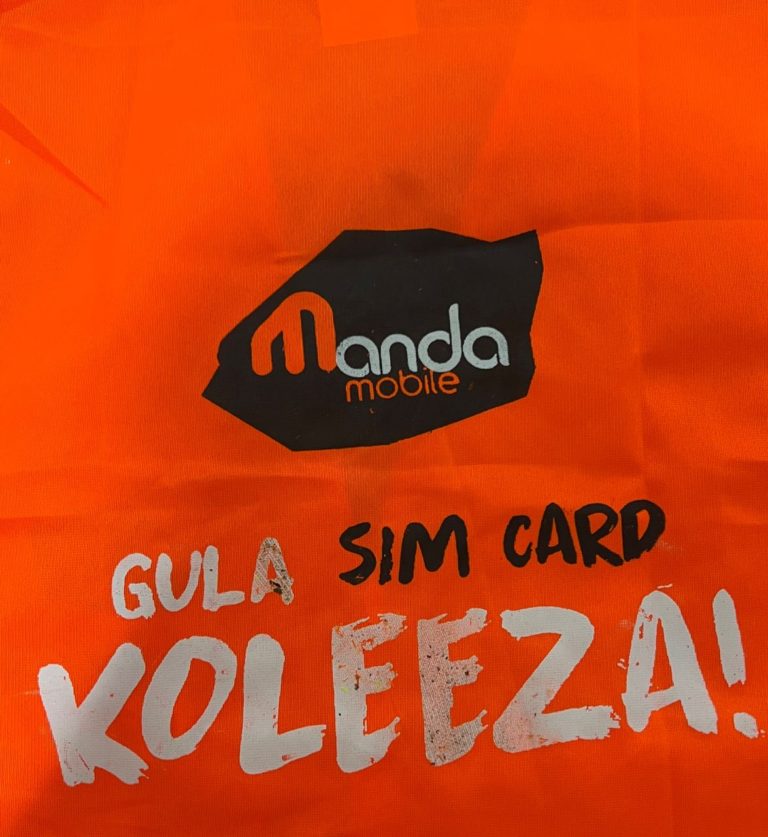 Manda
mobile
GULA SIM CARD
KOLEEZA!